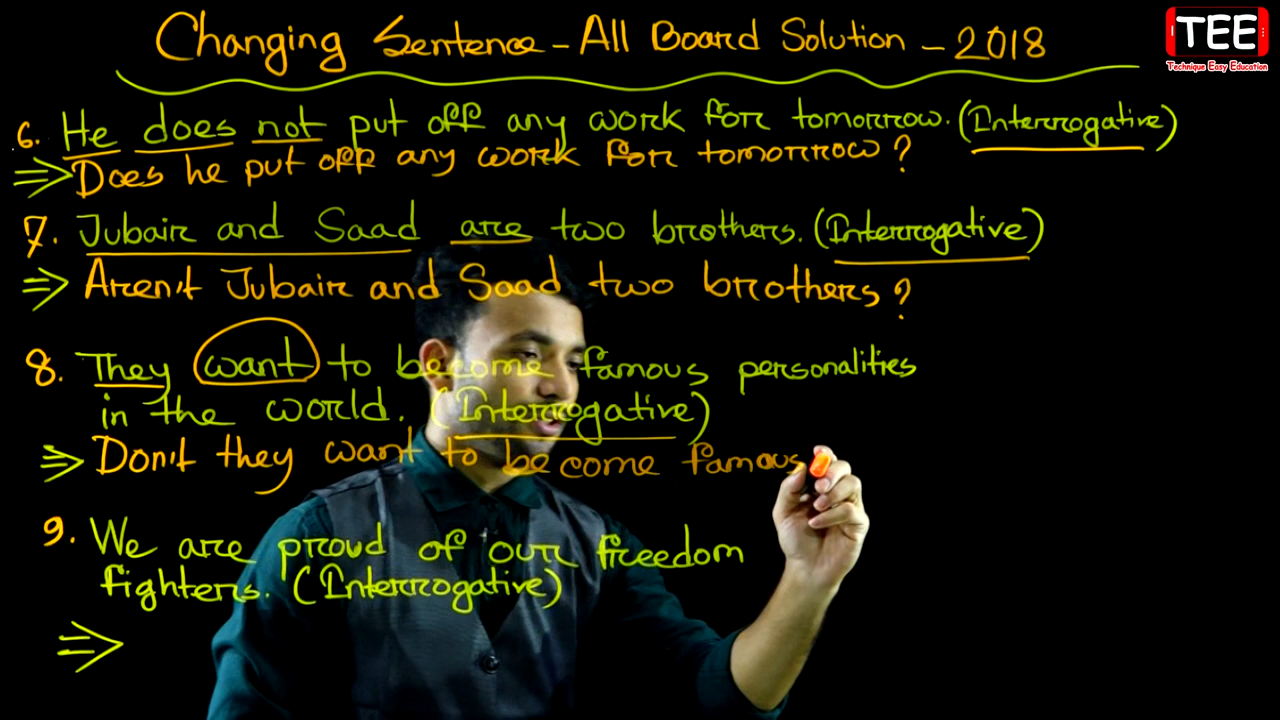 Changing Sentence - All Board Solution - 2018
TEE
Technique Easy Education
6. He does not put off any work for tomorrow. (Interrogative)
⇒ Does he put off any work for tomorrow?
7. Jubair and Saad are two brothers. (Interrogative)
⇒ Aren't Jubair and Saad two brothers?
8. They want to become famous personalities
in the world. (Interrogative)
⇒ Don't they want to become famous
9. We are proud of our freedom
fighters. (Interrogative)
⇒